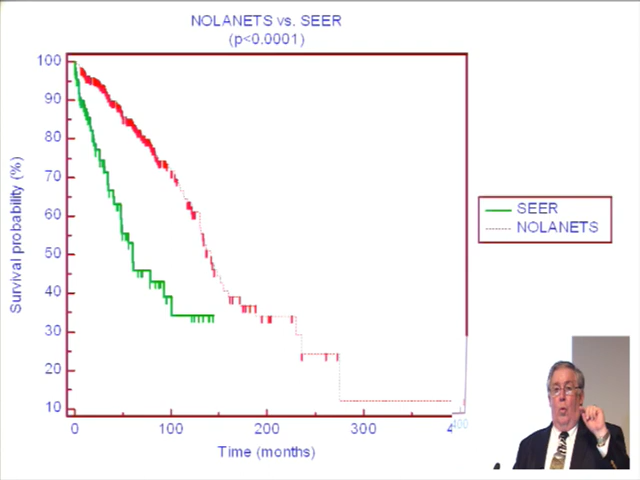 NOLANETS vs. SEER
(p<0.0001)
Survival probability (%)
100
90
80
70
60
50
40
30
20
10
0
100
200
300
400
Time (months)
SEER
NOLANETS